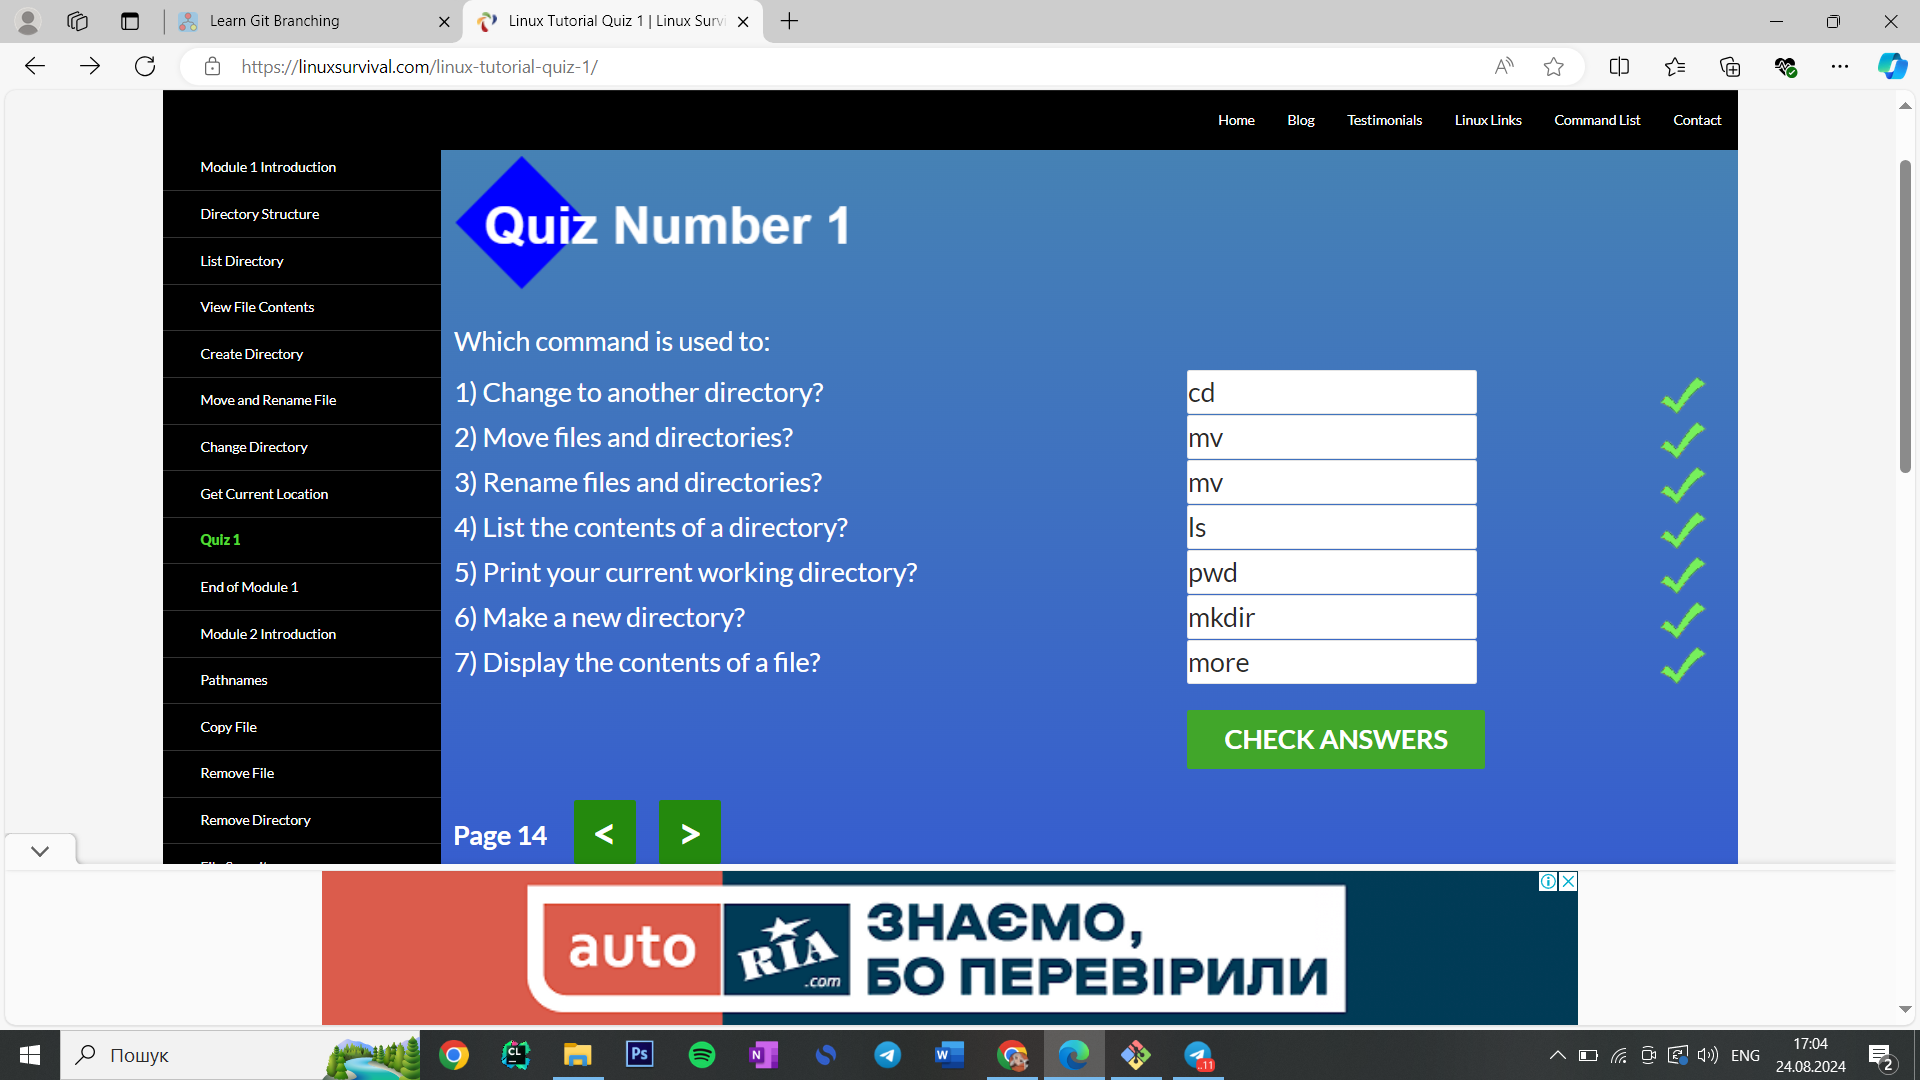 Learn Git Branching
Linux Tutorial Quiz 1 | Linux Survi
https://linuxsurvival.com/linux-tutorial-quiz-1/
Home Blog Testimonials Linux Links Command List Contact
Module 1 Introduction
Directory Structure
List Directory
View File Contents
Create Directory
Move and Rename File
Change Directory
Get Current Location
Quiz 1
End of Module 1
Module 2 Introduction
Pathnames
Copy File
Remove File
Remove Directory
Quiz Number 1
Which command is used to:
1) Change to another directory? cd
2) Move files and directories? mv
3) Rename files and directories? mv
4) List the contents of a directory? ls
5) Print your current working directory? pwd
6) Make a new directory? mkdir
7) Display the contents of a file? more
CHECK ANSWERS
Page 14 < >
auto RIA.com
ЗНАЄМО,
БО ПЕРЕВІРИЛИ
Пошук
CL
Ps
N
W
..11
ENG
17:04
24.08.2024
2